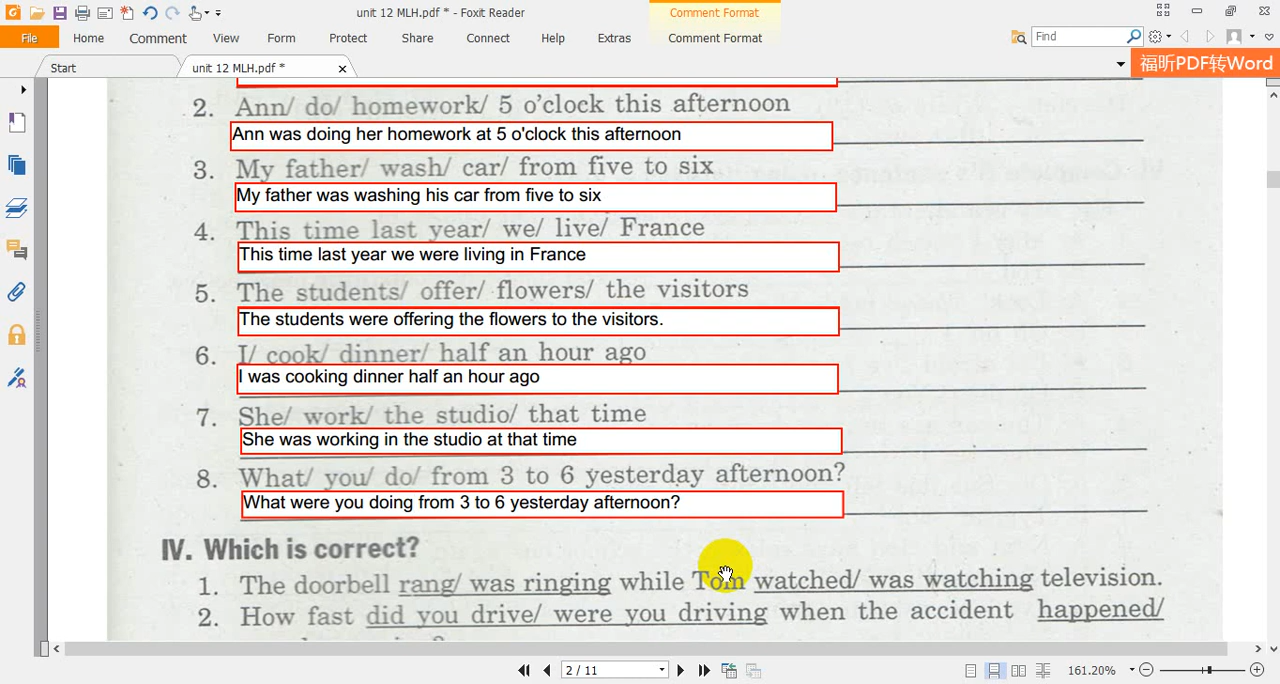 unit 12 MLH.pdf * - Foxit Reader
Comment Format
File
Home
Comment
View
Form
Protect
Share
Connect
Help
Extras
Comment Format
Find
Start
unit 12 MLH.pdf *
福昕PDF转Word
2. Ann/ do/ homework/ 5 o'clock this afternoon
Ann was doing her homework at 5 o'clock this afternoon
3. My father/ wash/ car/ from five to six
My father was washing his car from five to six
4. This time last year/ we/ live/ France
This time last year we were living in France
5. The students/ offer/ flowers/ the visitors
The students were offering the flowers to the visitors.
6. I/ cook/ dinner/ half an hour ago
I was cooking dinner half an hour ago
7. She/ work/ the studio/ that time
She was working in the studio at that time
8. What/ you/ do/ from 3 to 6 yesterday afternoon?
What were you doing from 3 to 6 yesterday afternoon?
IV. Which is correct?
1. The doorbell rang/ was ringing while Tom watched/ was watching television.
2. How fast did you drive/ were you driving when the accident happened/
2 / 11
161.20%